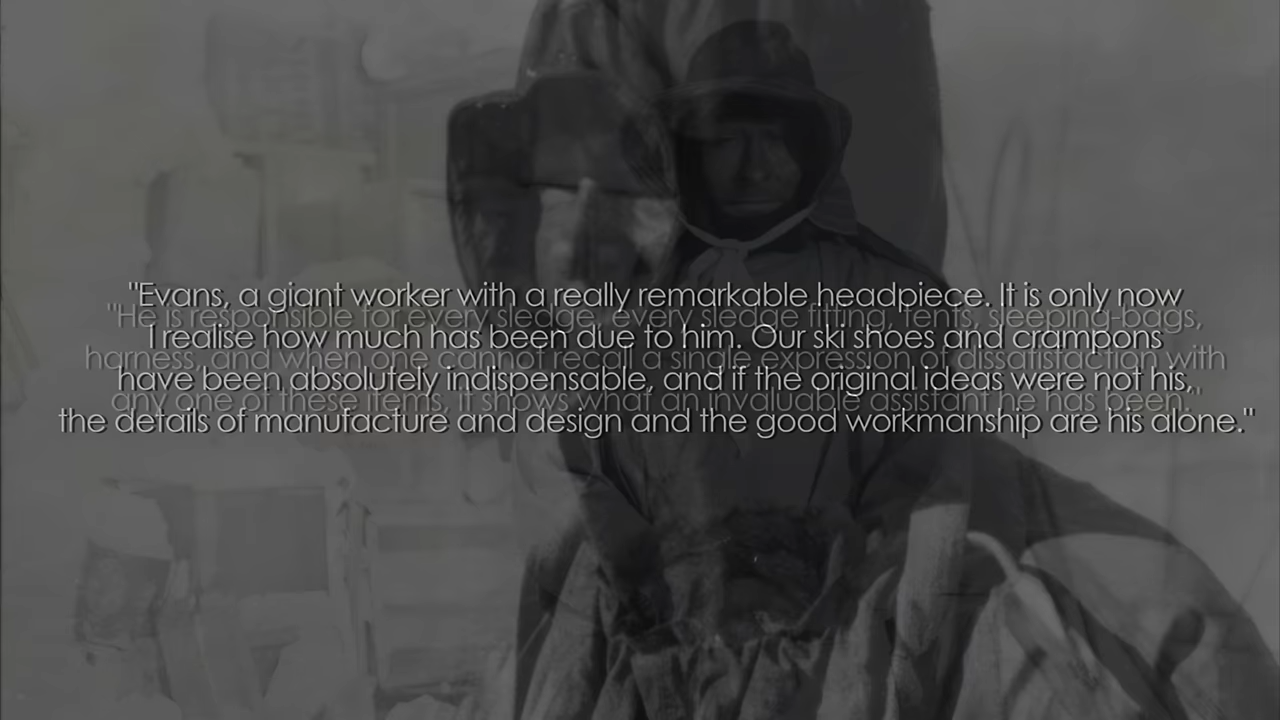 "Evans, a giant worker with a really remarkable headpiece. It is only now
I realise how much has been due to him. Our ski shoes and crampons
have been absolutely indispensable, and if the original ideas were not his,
the details of manufacture and design and the good workmanship are his alone."
"He is responsible for every sledge, every sledge fitting, tents, sleeping-bags,
harness, and when one cannot recall a single expression of dissatisfaction with
any one of these items, it shows what an invaluable assistant he has been."